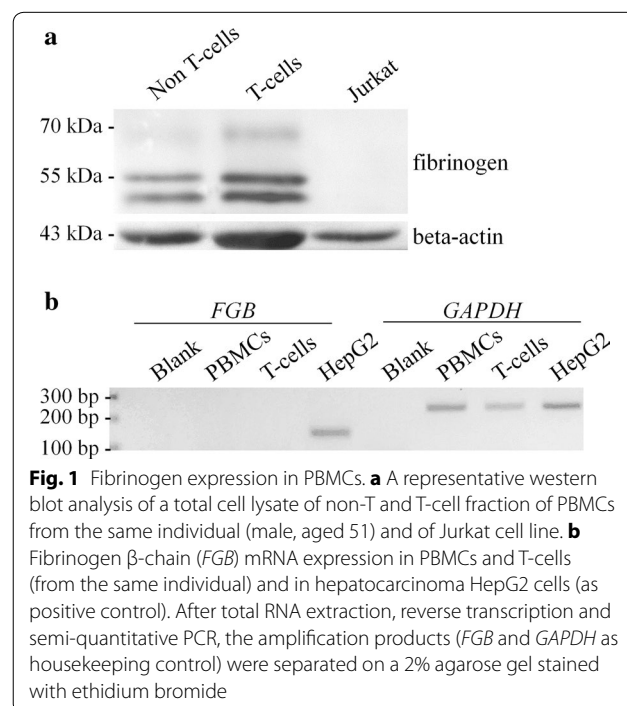 a
Non T-cells T-cells Jurkat
70 kDa -
fibrinogen
55 kDa -
43 kDa - beta-actin
b
FGB GAPDH
Blank PBMCs T-cells HepG2 Blank PBMCs T-cells HepG2
300 bp -
200 bp -
100 bp -
Fig. 1 Fibrinogen expression in PBMCs. a A representative western
blot analysis of a total cell lysate of non-T and T-cell fraction of PBMCs
from the same individual (male, aged 51) and of Jurkat cell line. b
Fibrinogen β-chain (FGB) mRNA expression in PBMCs and T-cells
(from the same individual) and in hepatocarcinoma HepG2 cells (as
positive control). After total RNA extraction, reverse transcription and
semi-quantitative PCR, the amplification products (FGB and GAPDH as
housekeeping control) were separated on a 2% agarose gel stained
with ethidium bromide